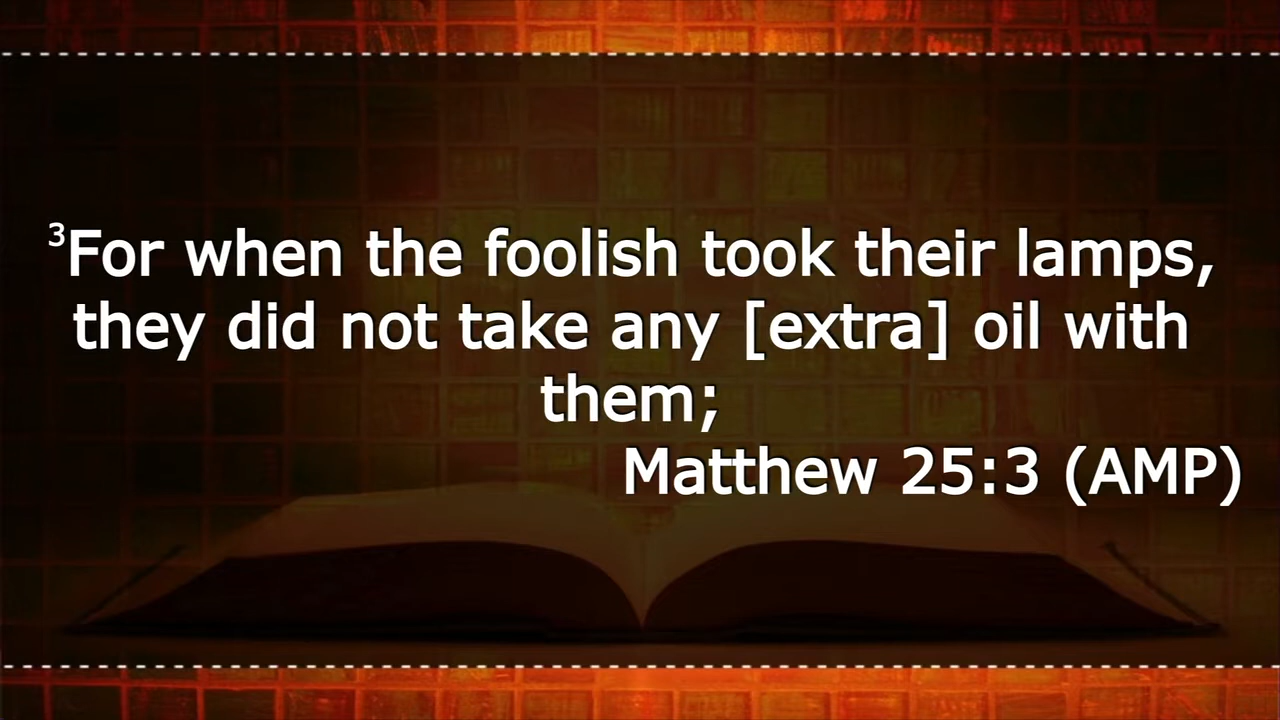 ³For when the foolish took their lamps,
they did not take any [extra] oil with
them;
Matthew 25:3 (AMP)